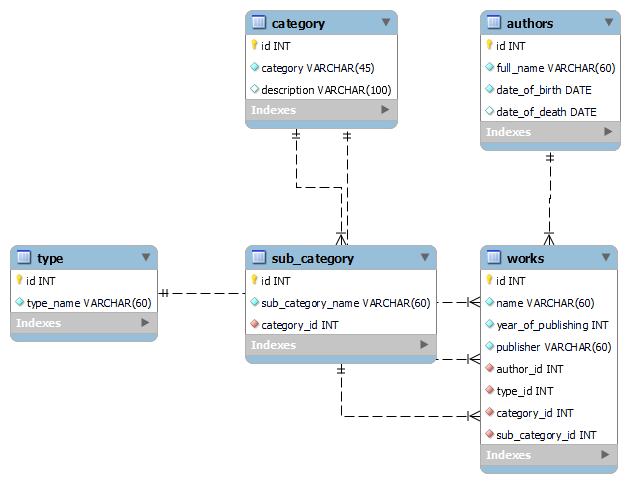 category
id INT
category VARCHAR(45)
description VARCHAR(100)
Indexes
authors
id INT
full_name VARCHAR(60)
date_of_birth DATE
date_of_death DATE
Indexes
type
id INT
type_name VARCHAR(60)
Indexes
sub_category
id INT
sub_category_name VARCHAR(60)
category_id INT
Indexes
works
id INT
name VARCHAR(60)
year_of_publishing INT
publisher VARCHAR(60)
author_id INT
type_id INT
category_id INT
sub_category_id INT
Indexes